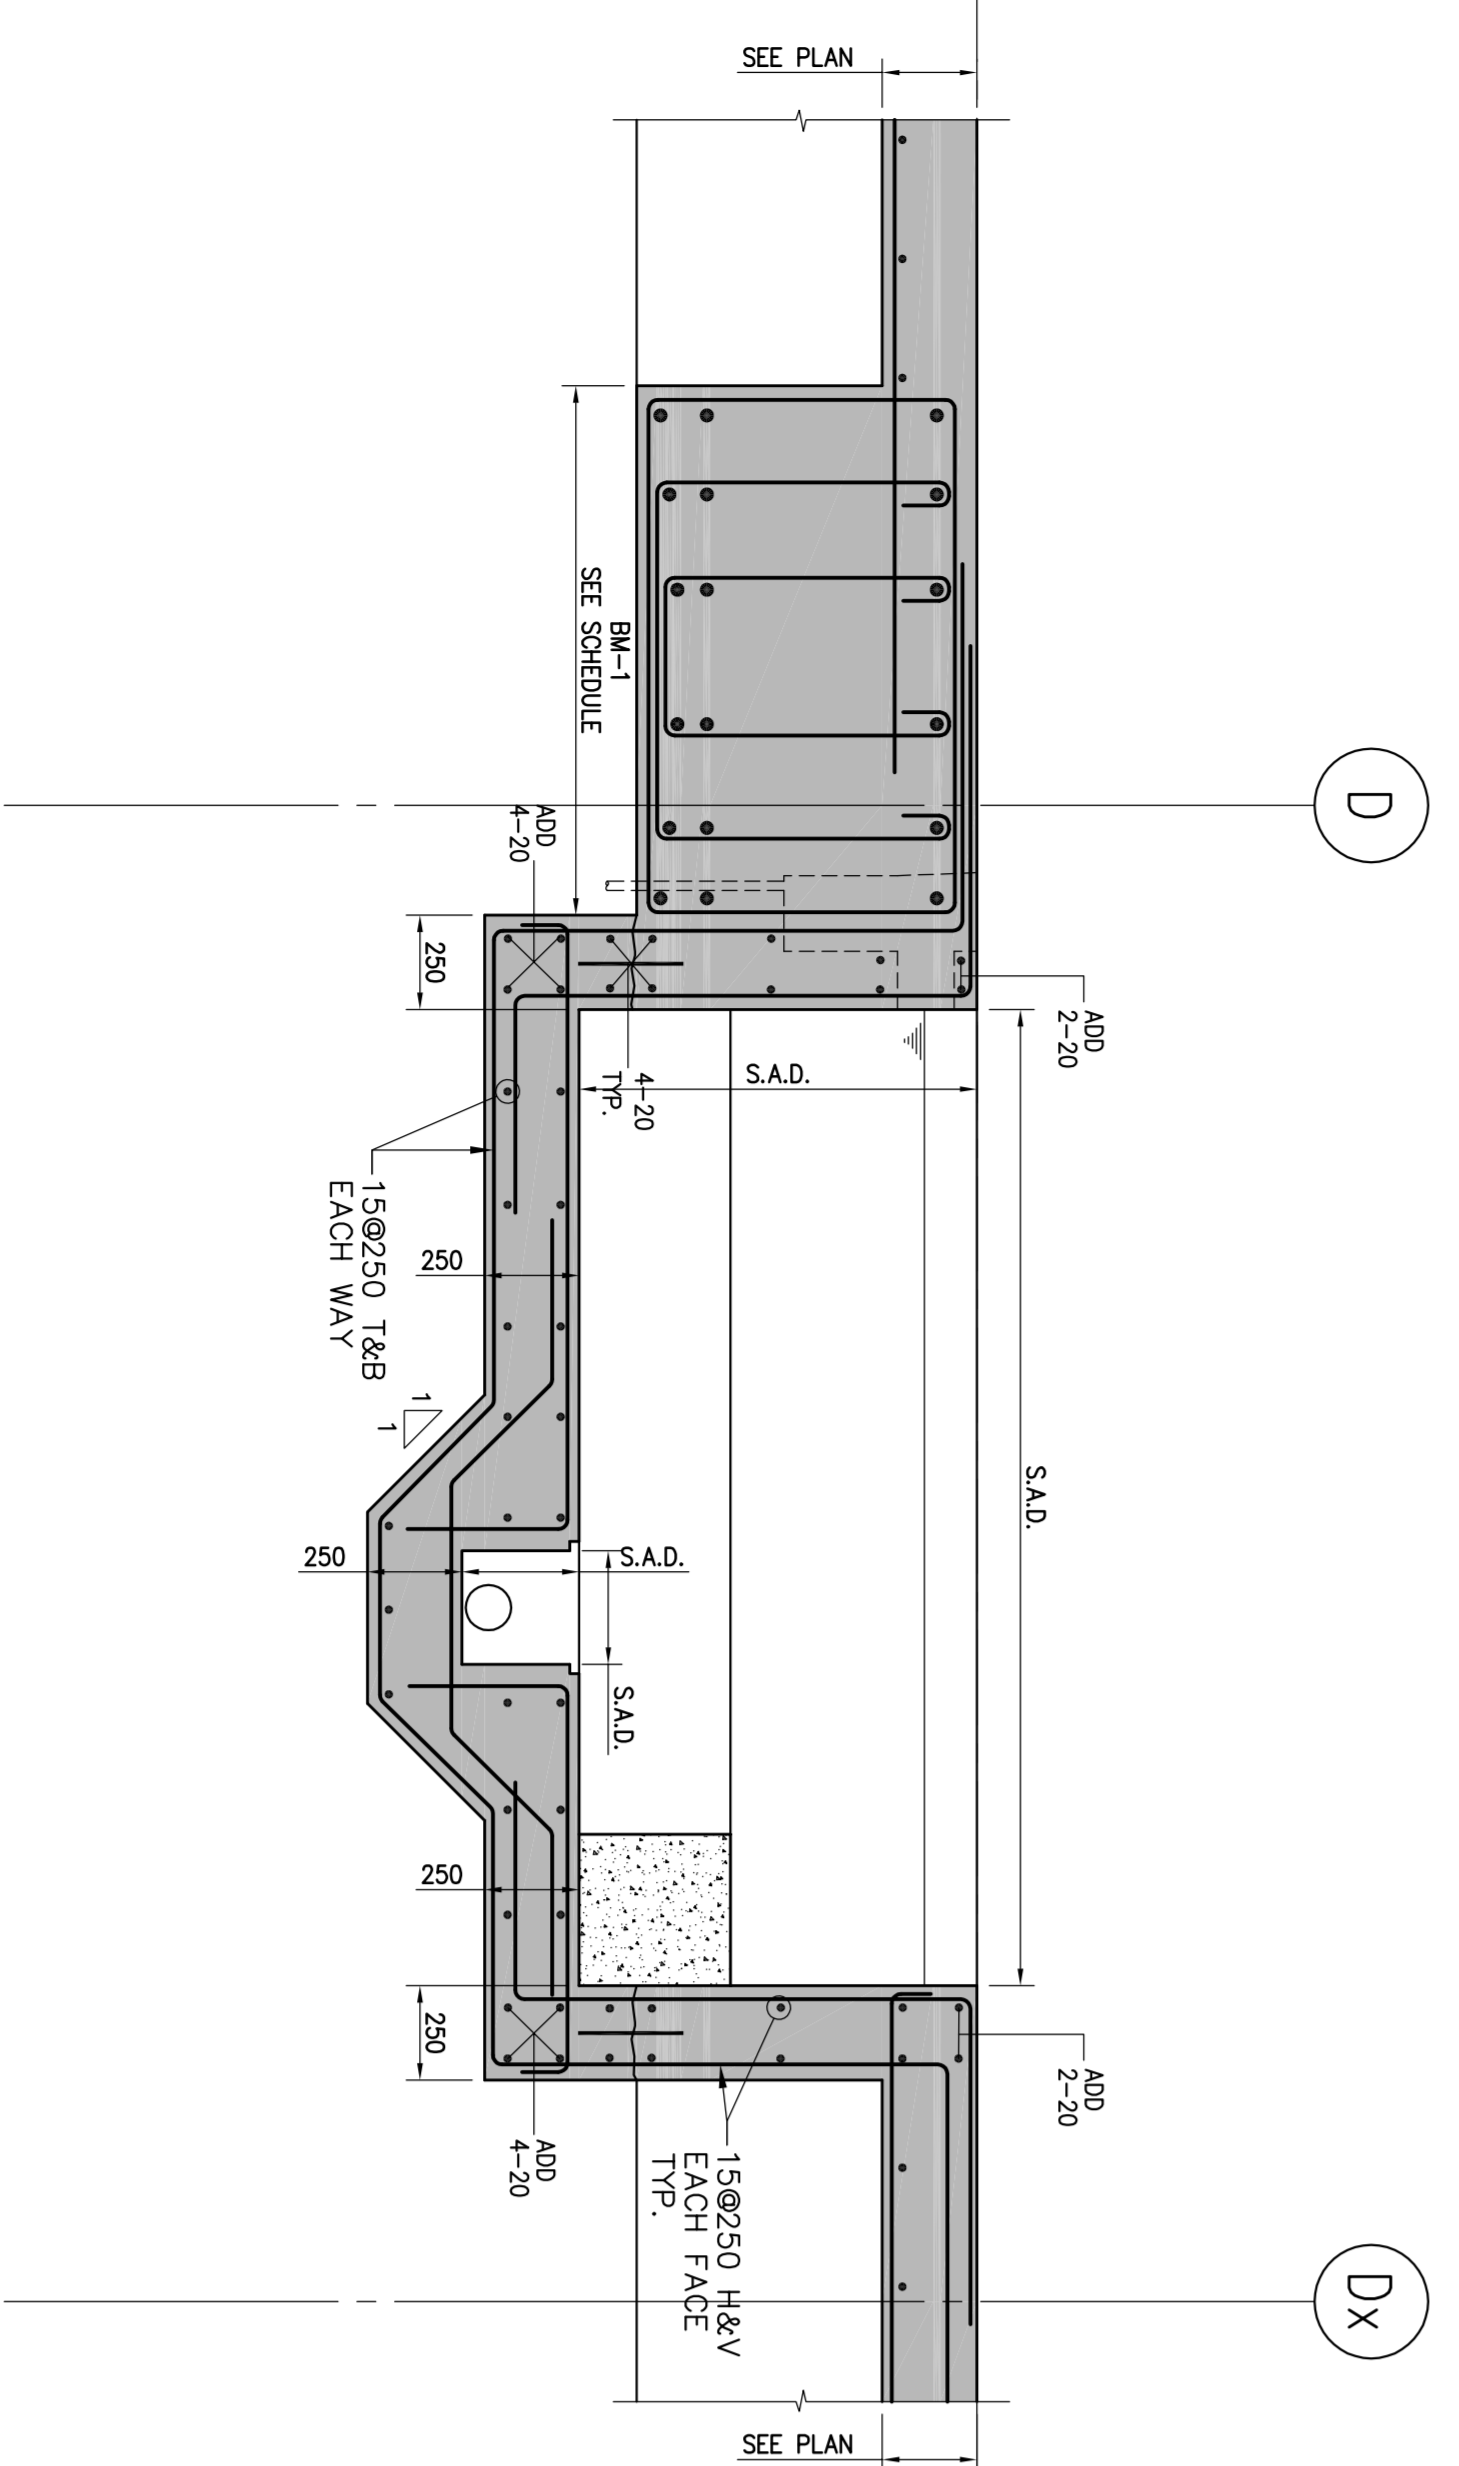 D
DX
SEE PLAN
SEE PLAN
S.A.D.
ADD
2-20
ADD
2-20
S.A.D.
15@250 H&V
EACH FACE
TYP.
BM-1
SEE SCHEDULE
4-20
TYP.
S.A.D.
S.A.D.
ADD
4-20
ADD
4-20
250
250
250
250
15@250 T&B
EACH WAY
1
1
250